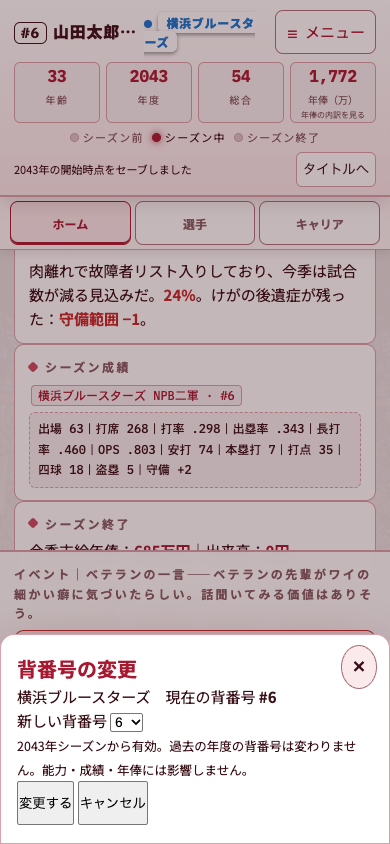 #6 山田太郎… 横浜ブルースターズ ≡ メニュー
33 2043 54 1,772
年齢 年度 総合 年俸（万）
年俸の内訳を見る
シーズン前 シーズン中 シーズン終了
2043年の開始時点をセーブしました タイトルへ
ホーム 選手 キャリア
肉離れで故障者リスト入りしており、今季は試合
数が減る見込みだ。24%。けがの後遺症が残っ
た：守備範囲 −1。
シーズン成績
横浜ブルースターズ NPB二軍 · #6
出場 63｜打席 268｜打率 .298｜出塁率 .343｜長打
率 .460｜OPS .803｜安打 74｜本塁打 7｜打点 35｜
四球 18｜盗塁 5｜守備 +2
シーズン終了
イベント｜ベテランの一言——ベテランの先輩がワイの
細かい癖に気づいたらしい。話聞いてみる価値はありそ
う。
背番号の変更 ×
横浜ブルースターズ　現在の背番号 #6
新しい背番号 6
2043年シーズンから有効。過去の年度の背番号は変わりませ
ん。能力・成績・年俸には影響しません。
変更する キャンセル